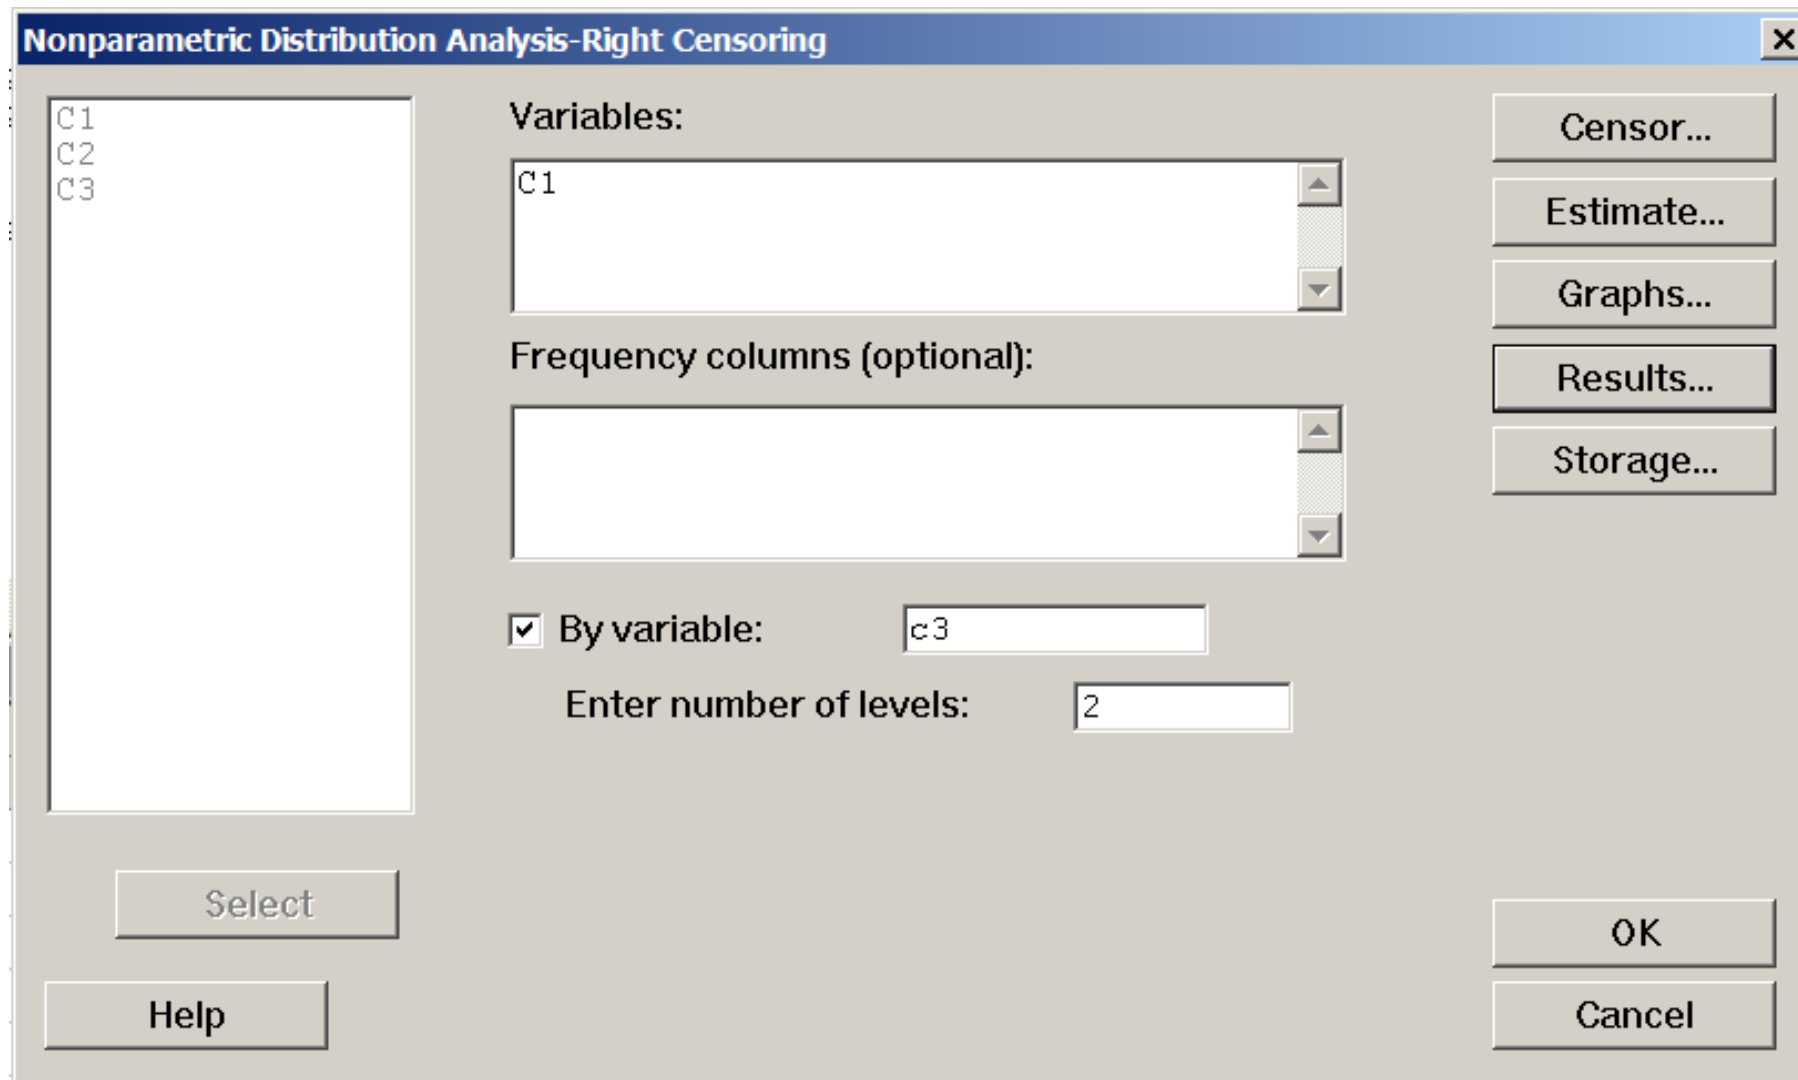 Nonparametric Distribution Analysis-Right Censoring
C1
C2
C3
Variables:
C1
Frequency columns (optional):
By variable:
c3
Enter number of levels:
2
Censor...
Estimate...
Graphs...
Results...
Storage...
Select
Help
OK
Cancel